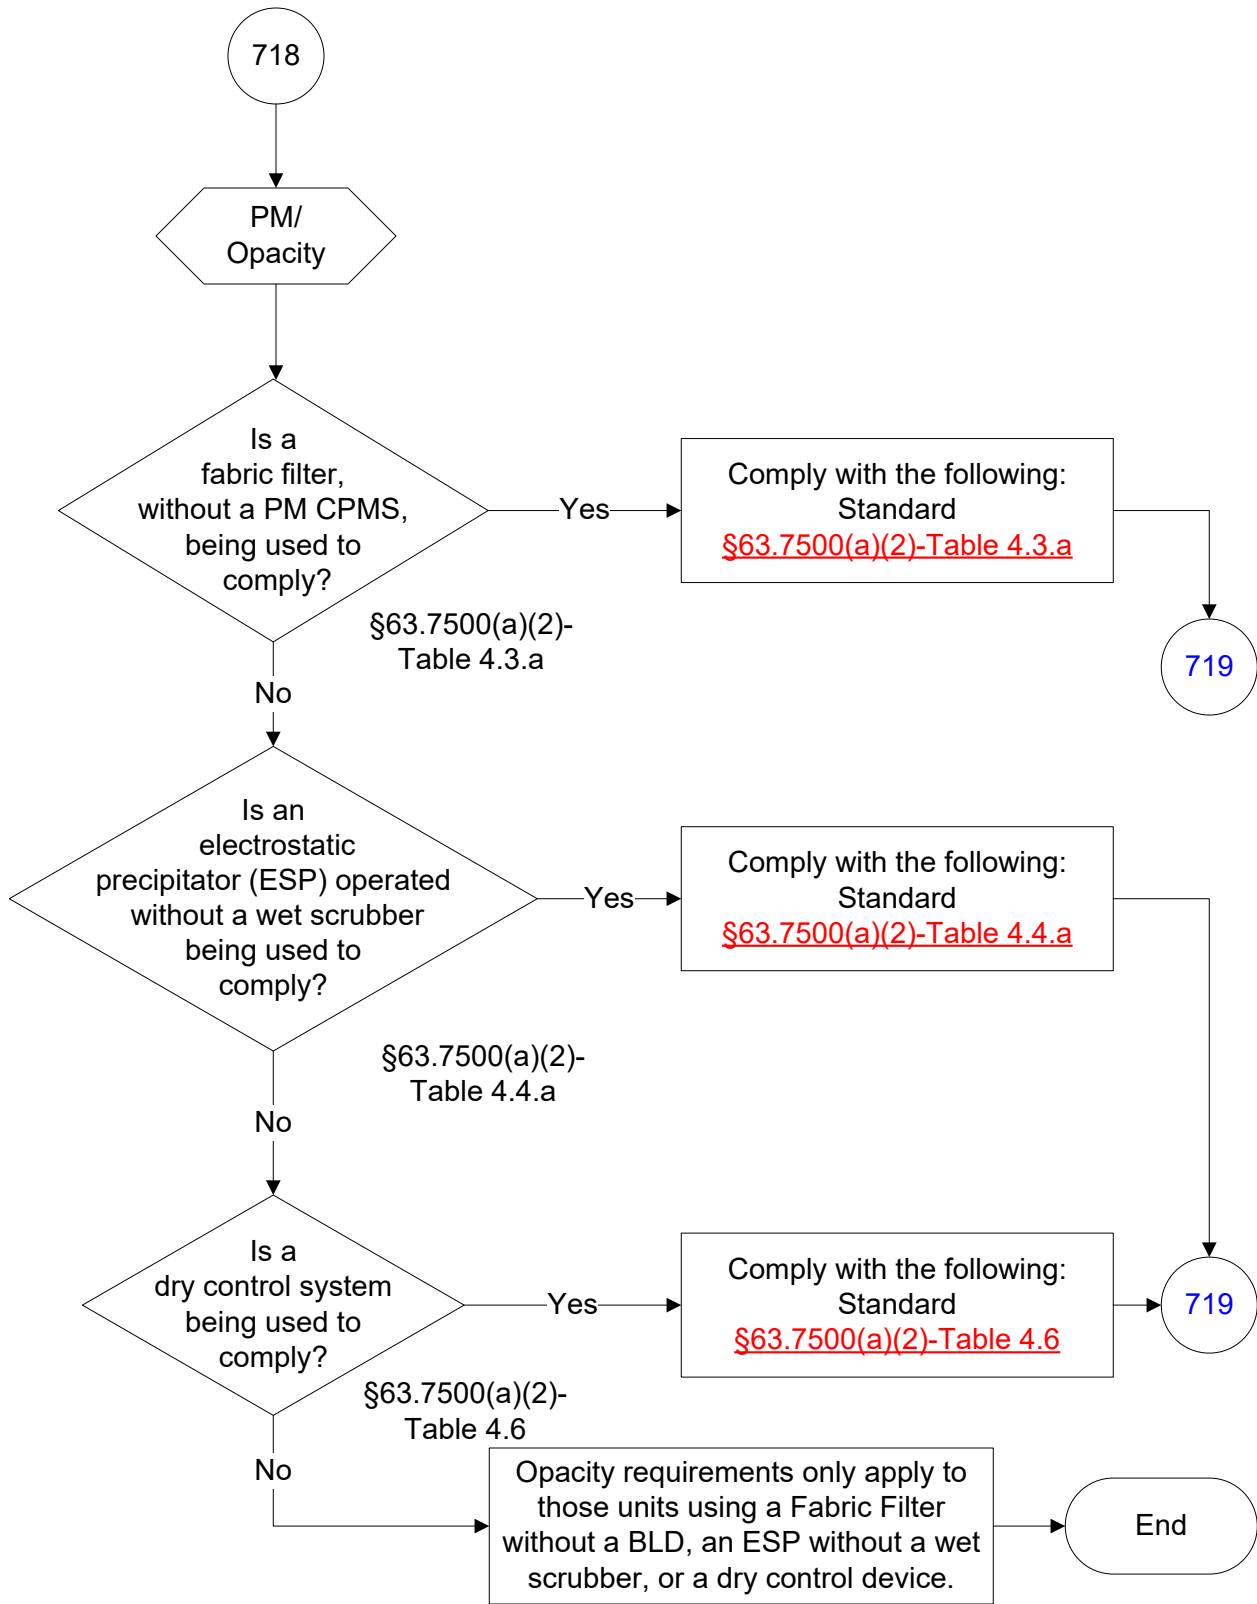 718
PM/
Opacity
Is a
fabric filter,
without a PM CPMS,
being used to
comply?
Yes
Comply with the following:
Standard
§63.7500(a)(2)-Table 4.3.a
§63.7500(a)(2)-
Table 4.3.a
719
No
Is an
electrostatic
precipitator (ESP) operated
without a wet scrubber
being used to
comply?
Yes
Comply with the following:
Standard
§63.7500(a)(2)-Table 4.4.a
§63.7500(a)(2)-
Table 4.4.a
No
Is a
dry control system
being used to
comply?
Yes
Comply with the following:
Standard
§63.7500(a)(2)-Table 4.6
719
§63.7500(a)(2)-
Table 4.6
No
Opacity requirements only apply to
those units using a Fabric Filter
without a BLD, an ESP without a wet
scrubber, or a dry control device.
End